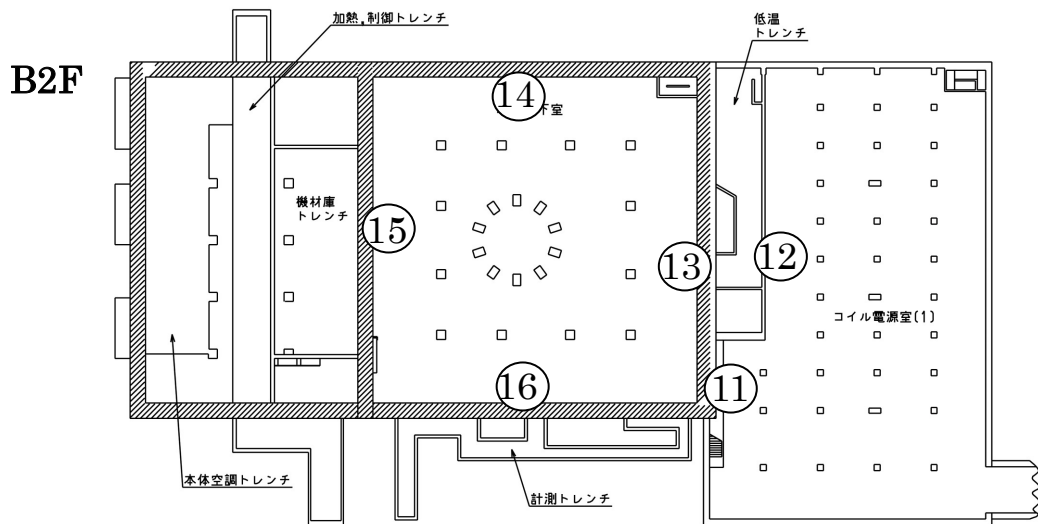 加熱,制御トレンチ
低温
トレンチ
B2F
14
下室
機材庫
トレンチ
15
13
12
コイル電源室(1)
16
11
本体空調トレンチ
計測トレンチ